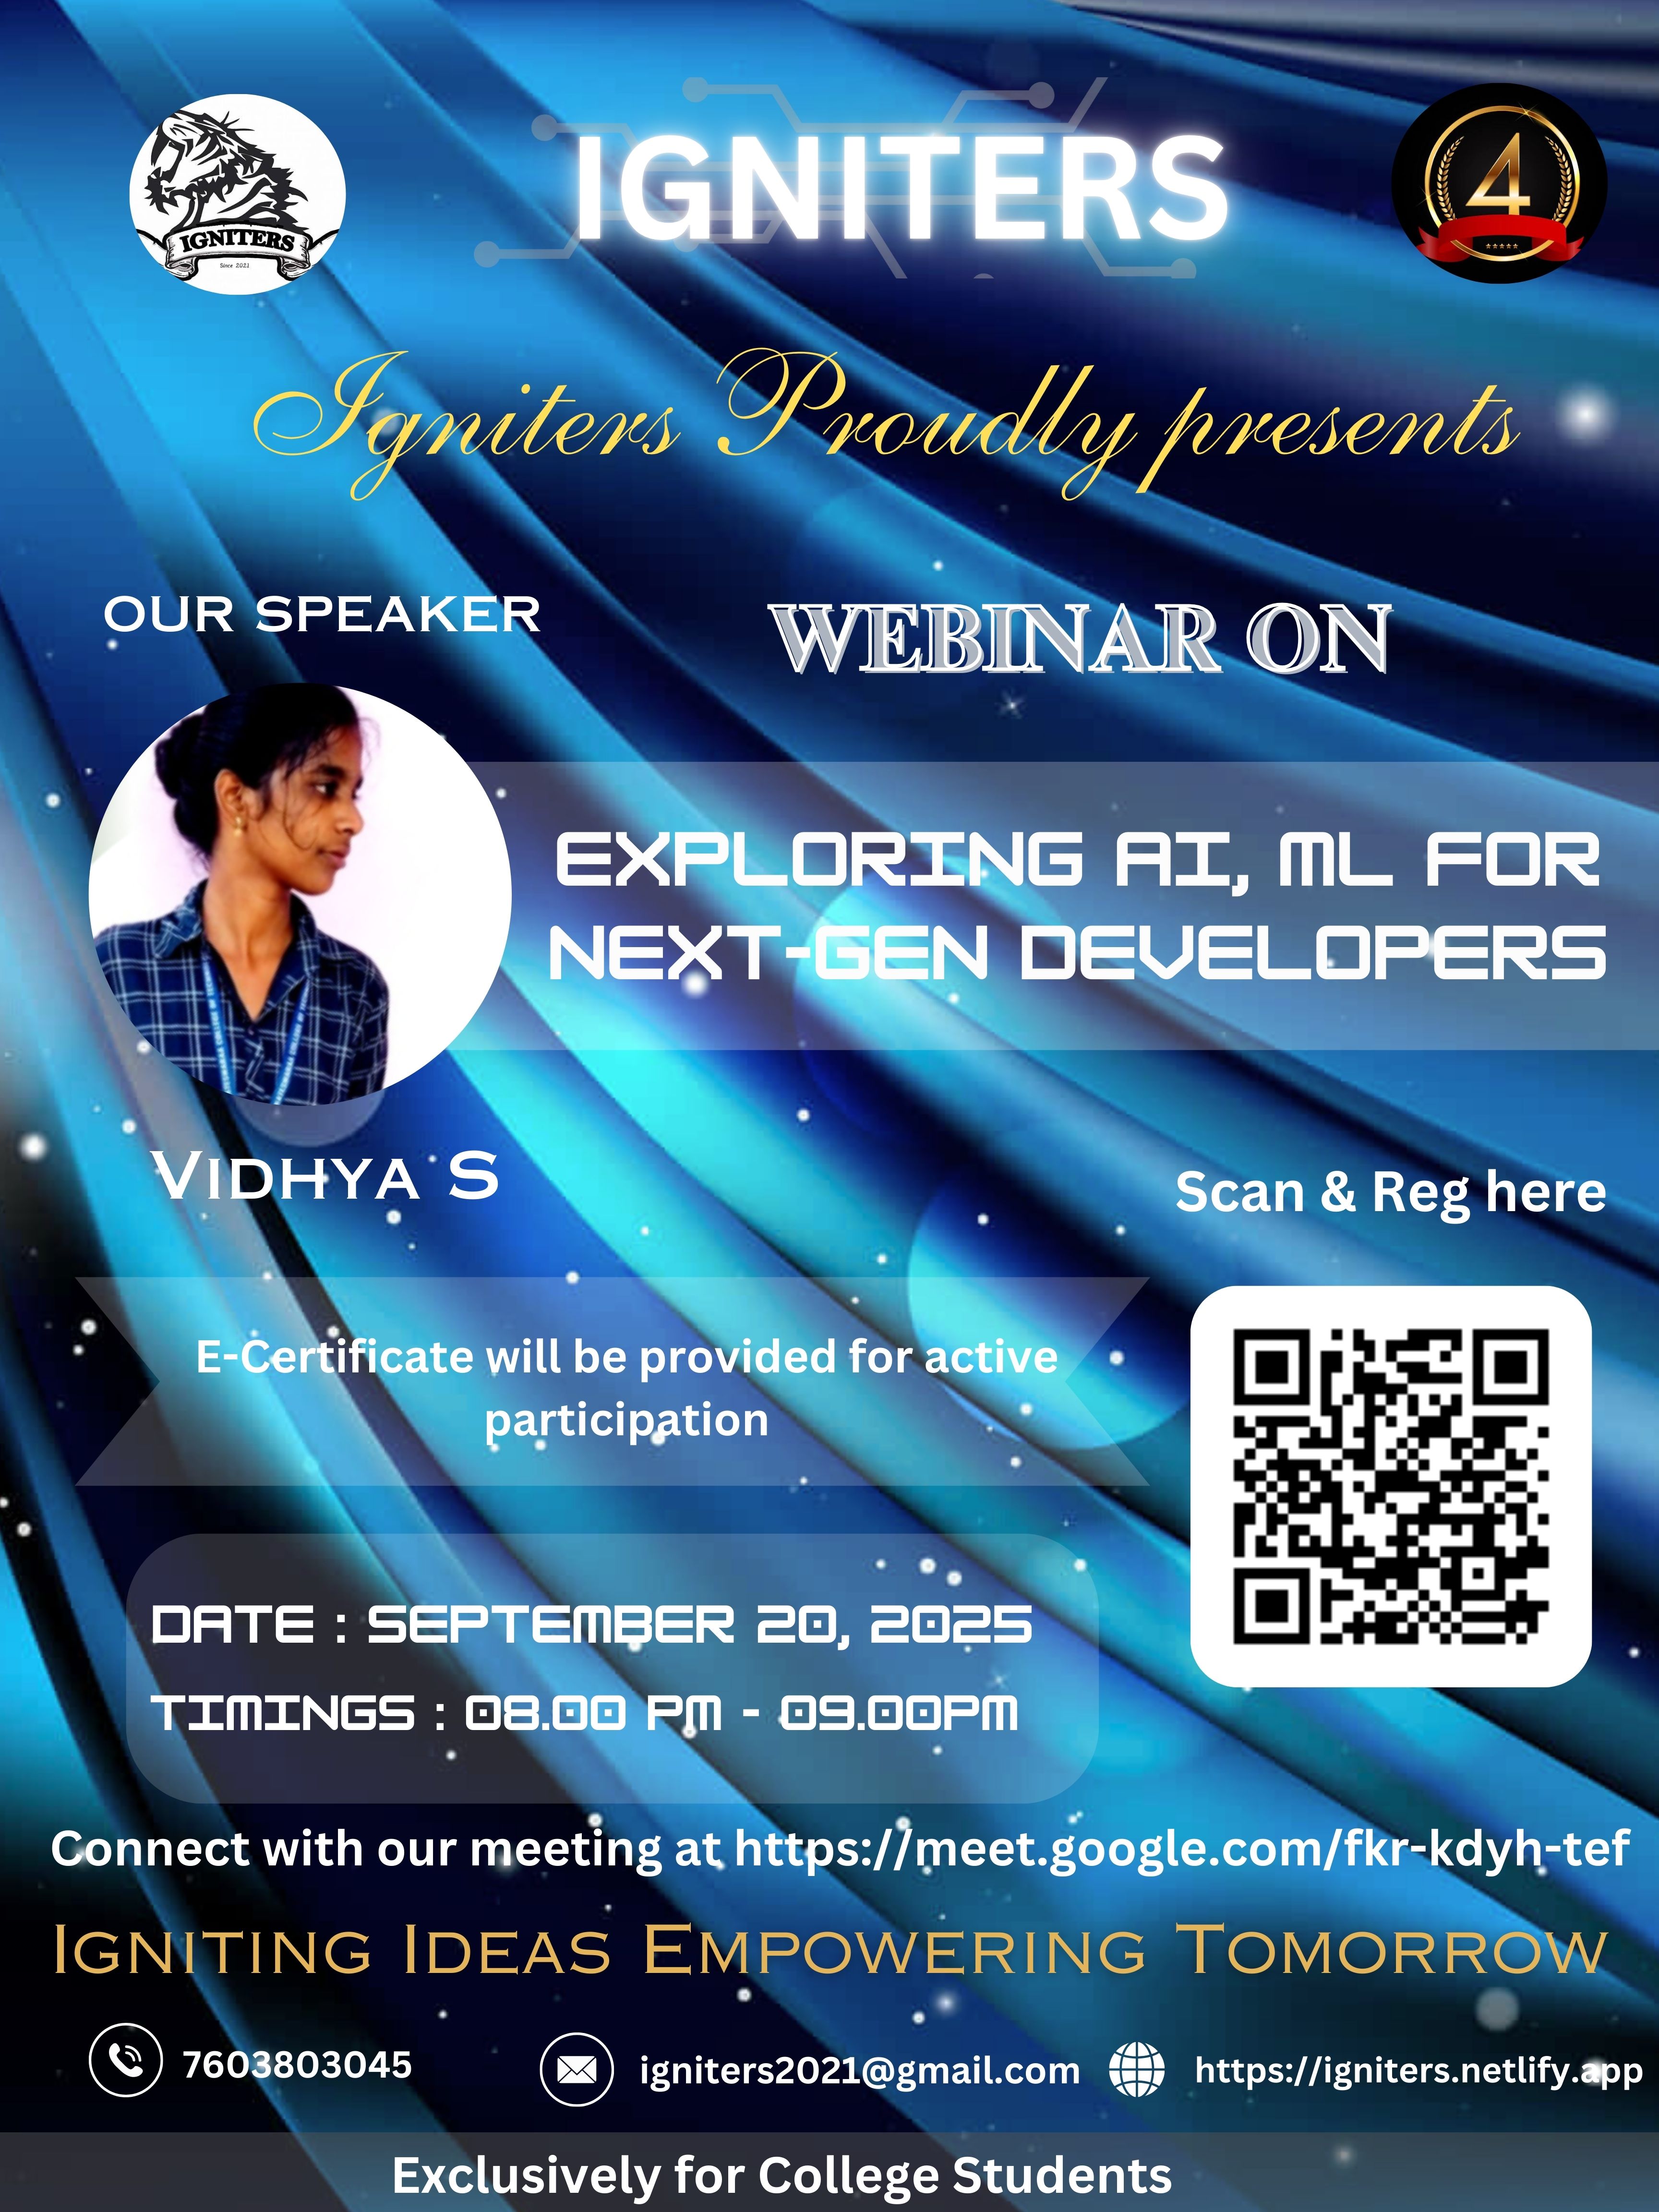 IGNITERS
IGNITERS
Since 2021
4
Igniters Proudly presents
OUR SPEAKER
WEBINAR ON
EXPLORING AI, ML FOR
NEXT-GEN DEVELOPERS
VIDHYA S
Scan & Reg here
E-Certificate will be provided for active
participation
DATE : SEPTEMBER 20, 2025
TIMINGS : 08.00 PM - 09.00PM
Connect with our meeting at https://meet.google.com/fkr-kdyh-tef
IGNITING IDEAS EMPOWERING TOMORROW
7603803045
igniters2021@gmail.com
https://igniters.netlify.app
Exclusively for College Students